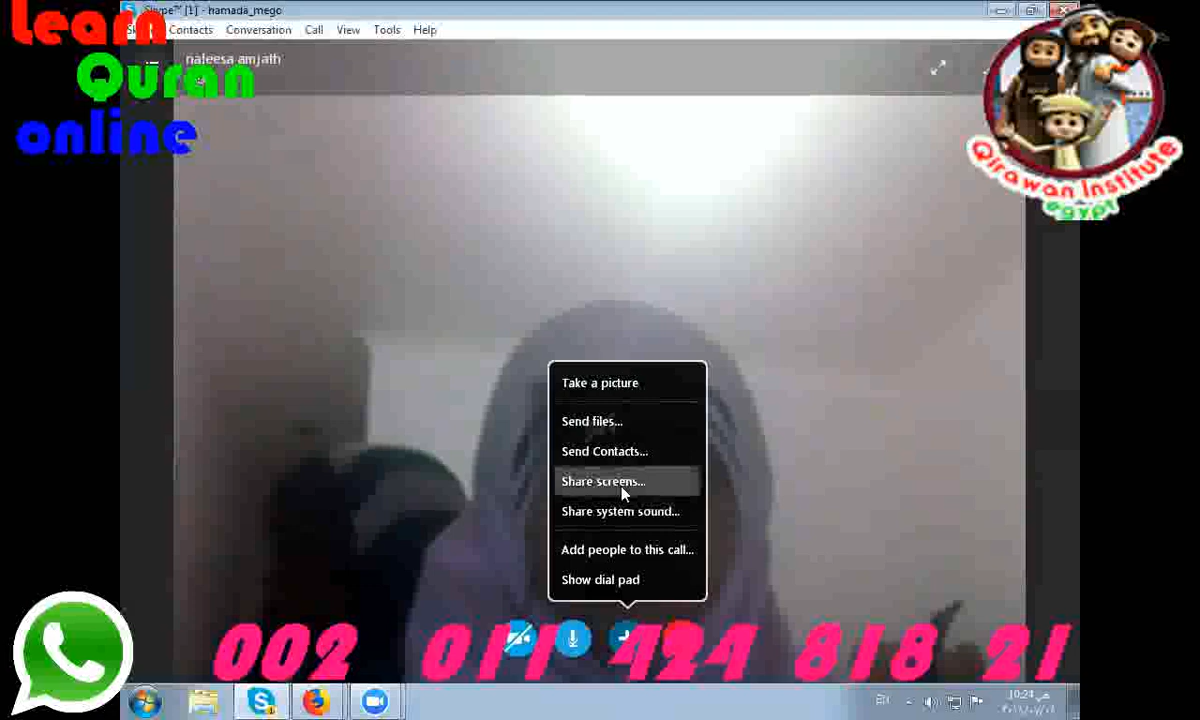 Learn
Quran
online
Skype™ [1] - hamada_mego
Contacts Conversation Call View Tools Help
nafeesa amjath
Qirawan Institute
egypt
Take a picture
Send files...
Send Contacts...
Share screens...
Share system sound...
Add people to this call...
Show dial pad
002 011 424 818 21
EN
10:24